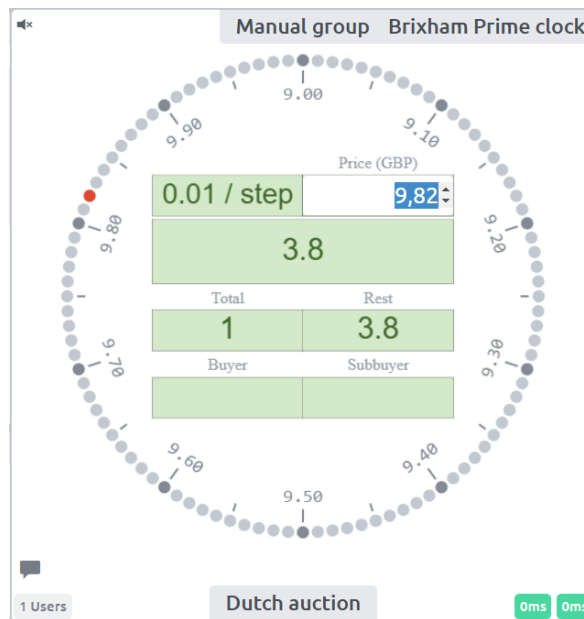 Manual group Brixham Prime clock
9.00
9.90
9.10
Price (GBP)
0.01 / step 9,82
9.80
9.20
3.8
Total Rest
1 3.8
9.70
9.30
Buyer Subbuyer
9.60
9.40
9.50
1 Users
Dutch auction
0ms 0ms